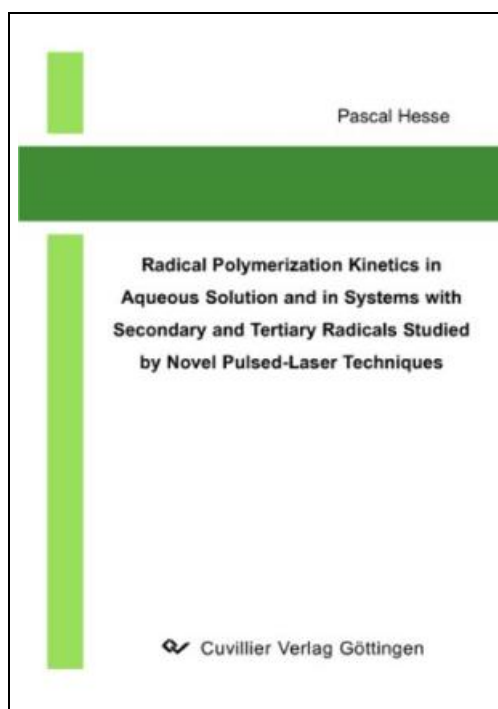 Pascal Hesse
Radical Polymerization Kinetics in
Aqueous Solution and in Systems with
Secondary and Tertiary Radicals Studied
by Novel Pulsed-Laser Techniques
Cuvillier Verlag Göttingen